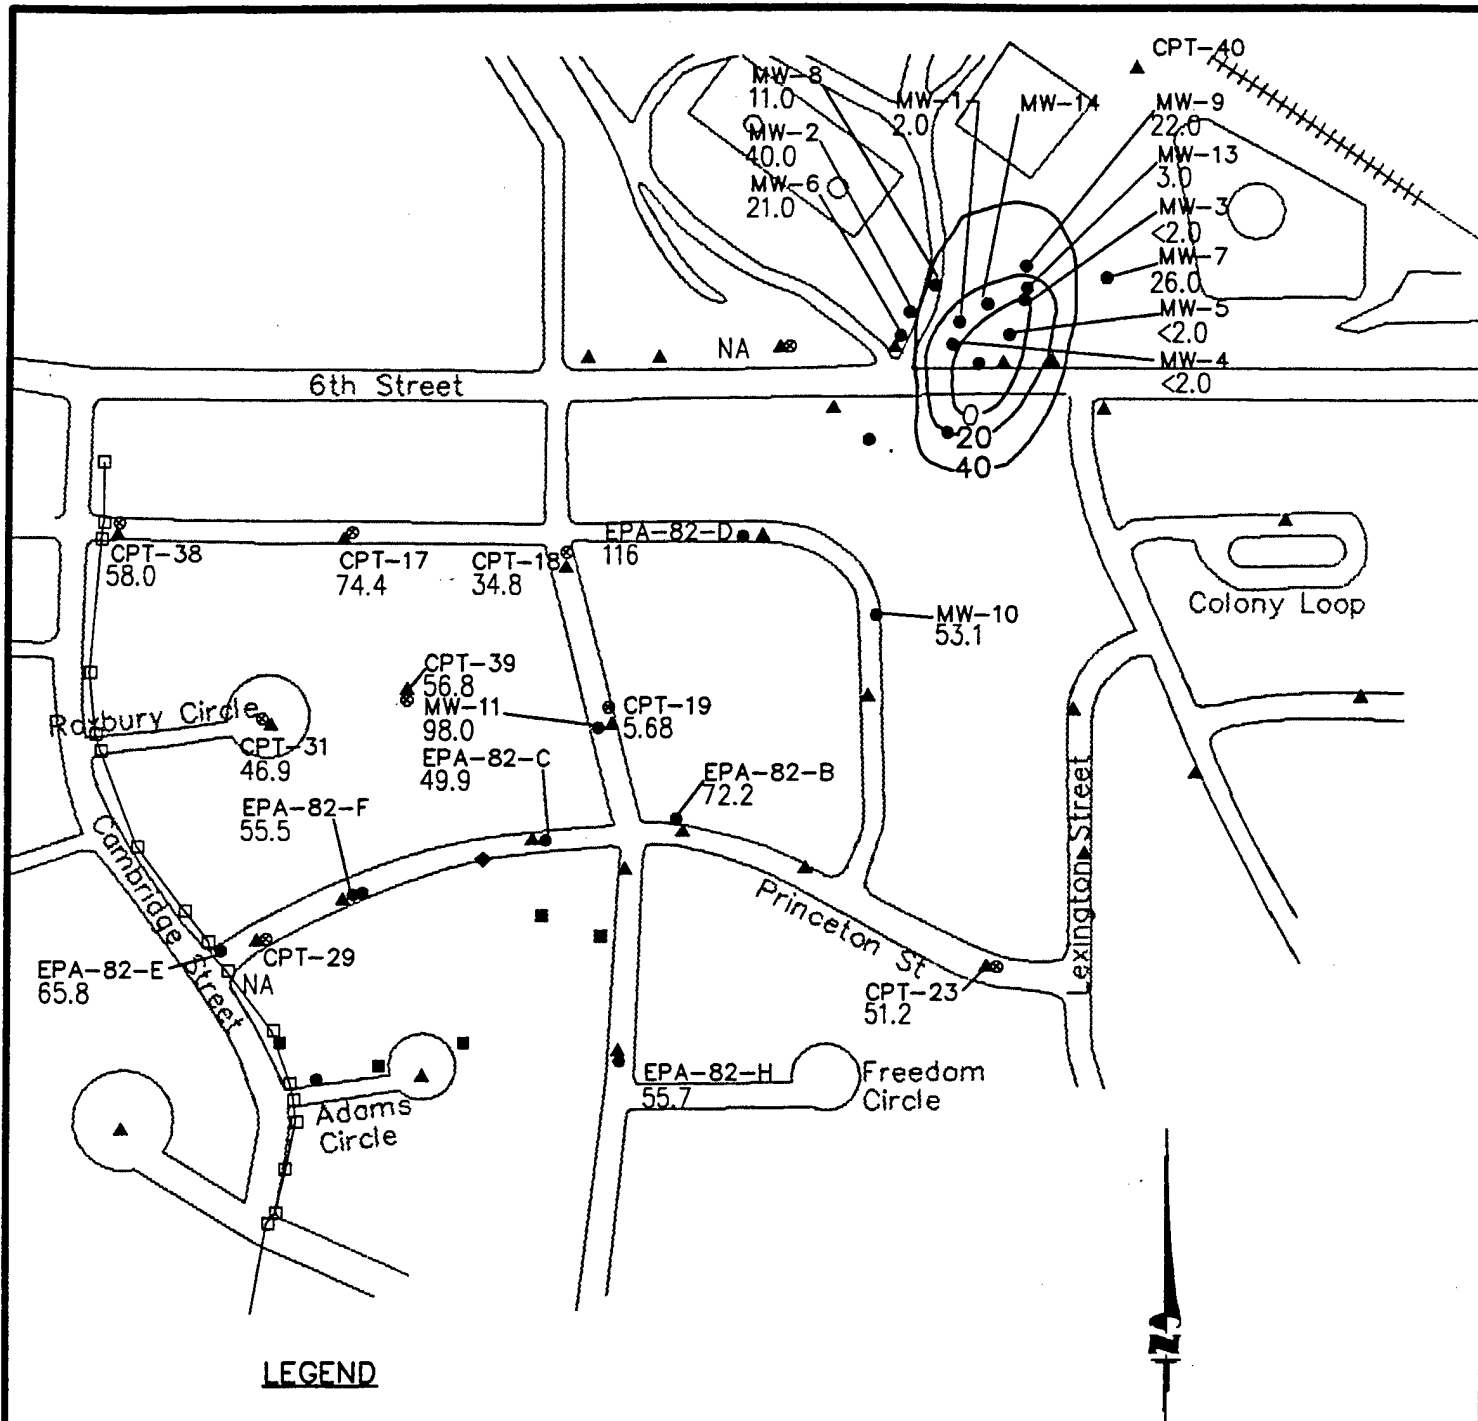 CPT-40
MW-8
11.0
MW-1
2.0
MW-14
MW-9
22.0
MW-2
40.0
MW-13
3.0
MW-6
21.0
MW-3
<2.0
MW-7
26.0
MW-5
<2.0
MW-4
<2.0
NA
6th Street
0
20
40
CPT-38
58.0
CPT-17
74.4
CPT-18
34.8
EPA-82-D
116
MW-10
53.1
Colony Loop
CPT-39
56.8
MW-11
98.0
CPT-19
5.68
Roxbury Circle
CPT-31
46.9
EPA-82-C
49.9
EPA-82-B
72.2
EPA-82-F
55.5
Cambridge Street
Princeton St
Lexington Street
EPA-82-E
65.8
CPT-29
NA
CPT-23
51.2
EPA-82-H
55.7
Freedom
Circle
Adams
Circle
N
LEGEND